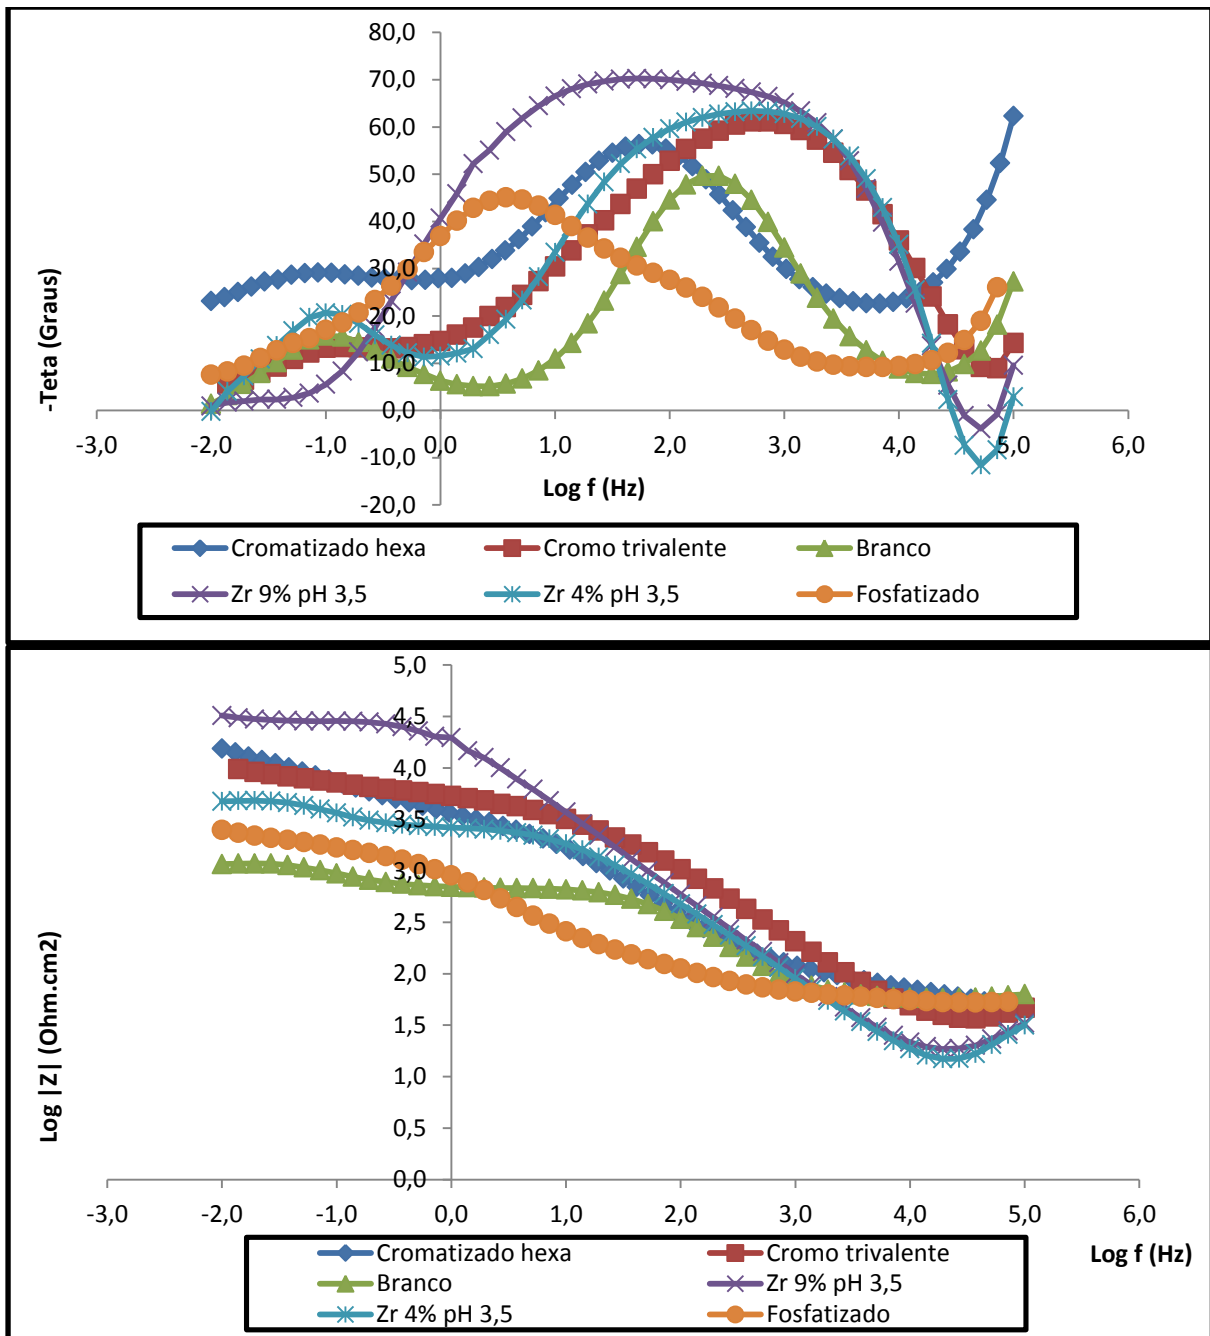 80,0
70,0
60,0
50,0
40,0
30,0
20,0
10,0
0,0
-10,0
-20,0
-3,0 -2,0 -1,0 0,0 1,0 2,0 3,0 4,0 5,0 6,0
-Teta (Graus)
Log f (Hz)
Cromatizado hexa Cromo trivalente Branco
Zr 9% pH 3,5 Zr 4% pH 3,5 Fosfatizado
5,0
4,5
4,0
3,5
3,0
2,5
2,0
1,5
1,0
0,5
0,0
-3,0 -2,0 -1,0 0,0 1,0 2,0 3,0 4,0 5,0 6,0
Log |Z| (Ohm.cm2)
Log f (Hz)
Cromatizado hexa Cromo trivalente
Branco Zr 9% pH 3,5
Zr 4% pH 3,5 Fosfatizado